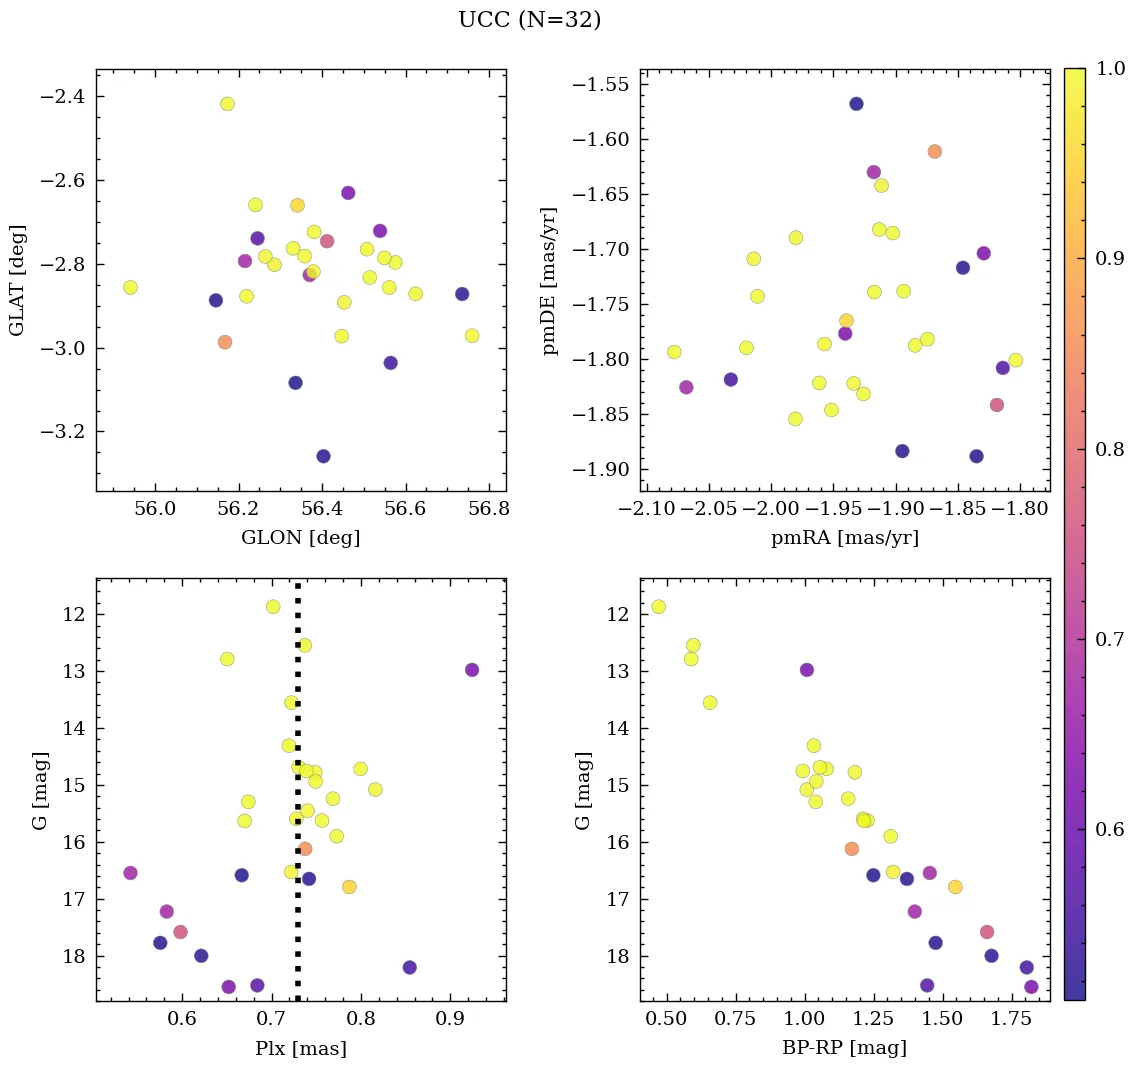 UCC (N=32)
−2.4
−2.6
−2.8
−3.0
−3.2
GLAT [deg]
56.0 56.2 56.4 56.6 56.8
GLON [deg]
−1.55
−1.60
−1.65
−1.70
−1.75
−1.80
−1.85
−1.90
pmDE [mas/yr]
−2.10 −2.05 −2.00 −1.95 −1.90 −1.85 −1.80
pmRA [mas/yr]
1.0
0.9
0.8
0.7
0.6
12
13
14
15
16
17
18
G [mag]
0.6 0.7 0.8 0.9
Plx [mas]
12
13
14
15
16
17
18
G [mag]
0.50 0.75 1.00 1.25 1.50 1.75
BP-RP [mag]